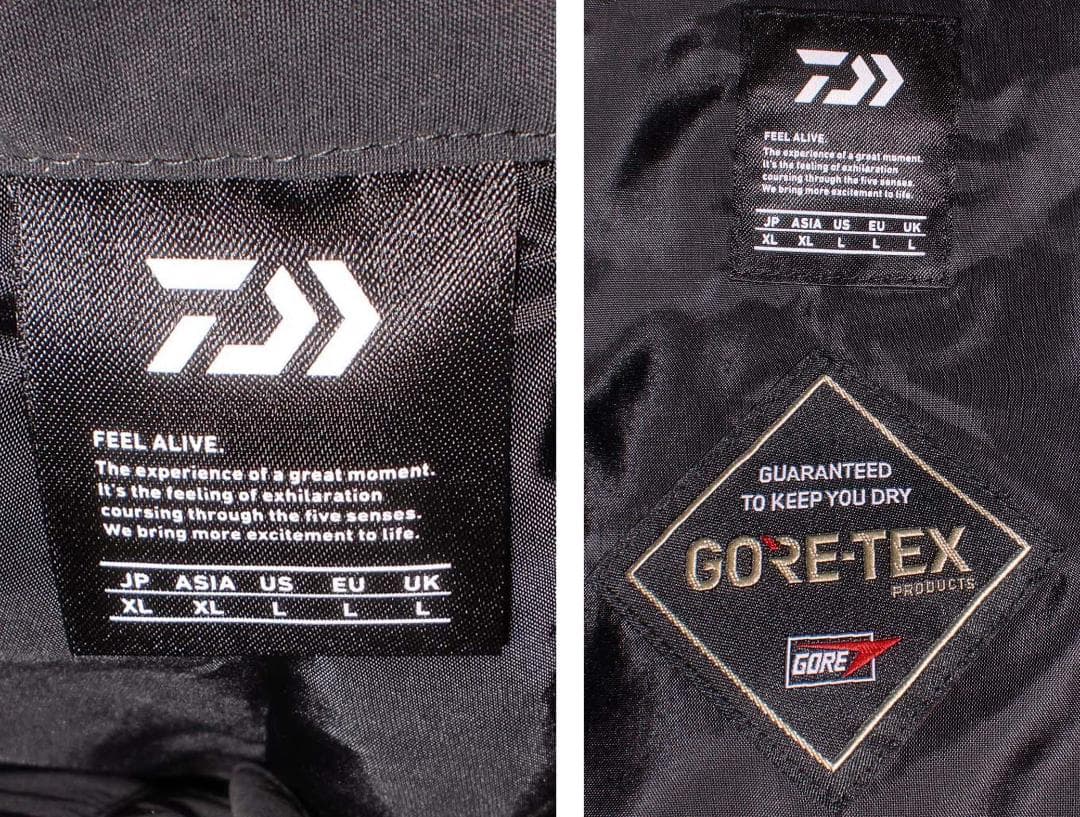 FEEL ALIVE.
The experience of a great moment.
It's the feeling of exhilaration
coursing through the five senses.
We bring more excitement to life.
JP ASIA US EU UK
XL XL L L L
FEEL ALIVE.
The experience of a great moment.
It's the feeling of exhilaration
coursing through the five senses.
We bring more excitement to life.
JP ASIA US EU UK
XL XL L L L
GUARANTEED
TO KEEP YOU DRY
GORE-TEX
PRODUCTS
GORE